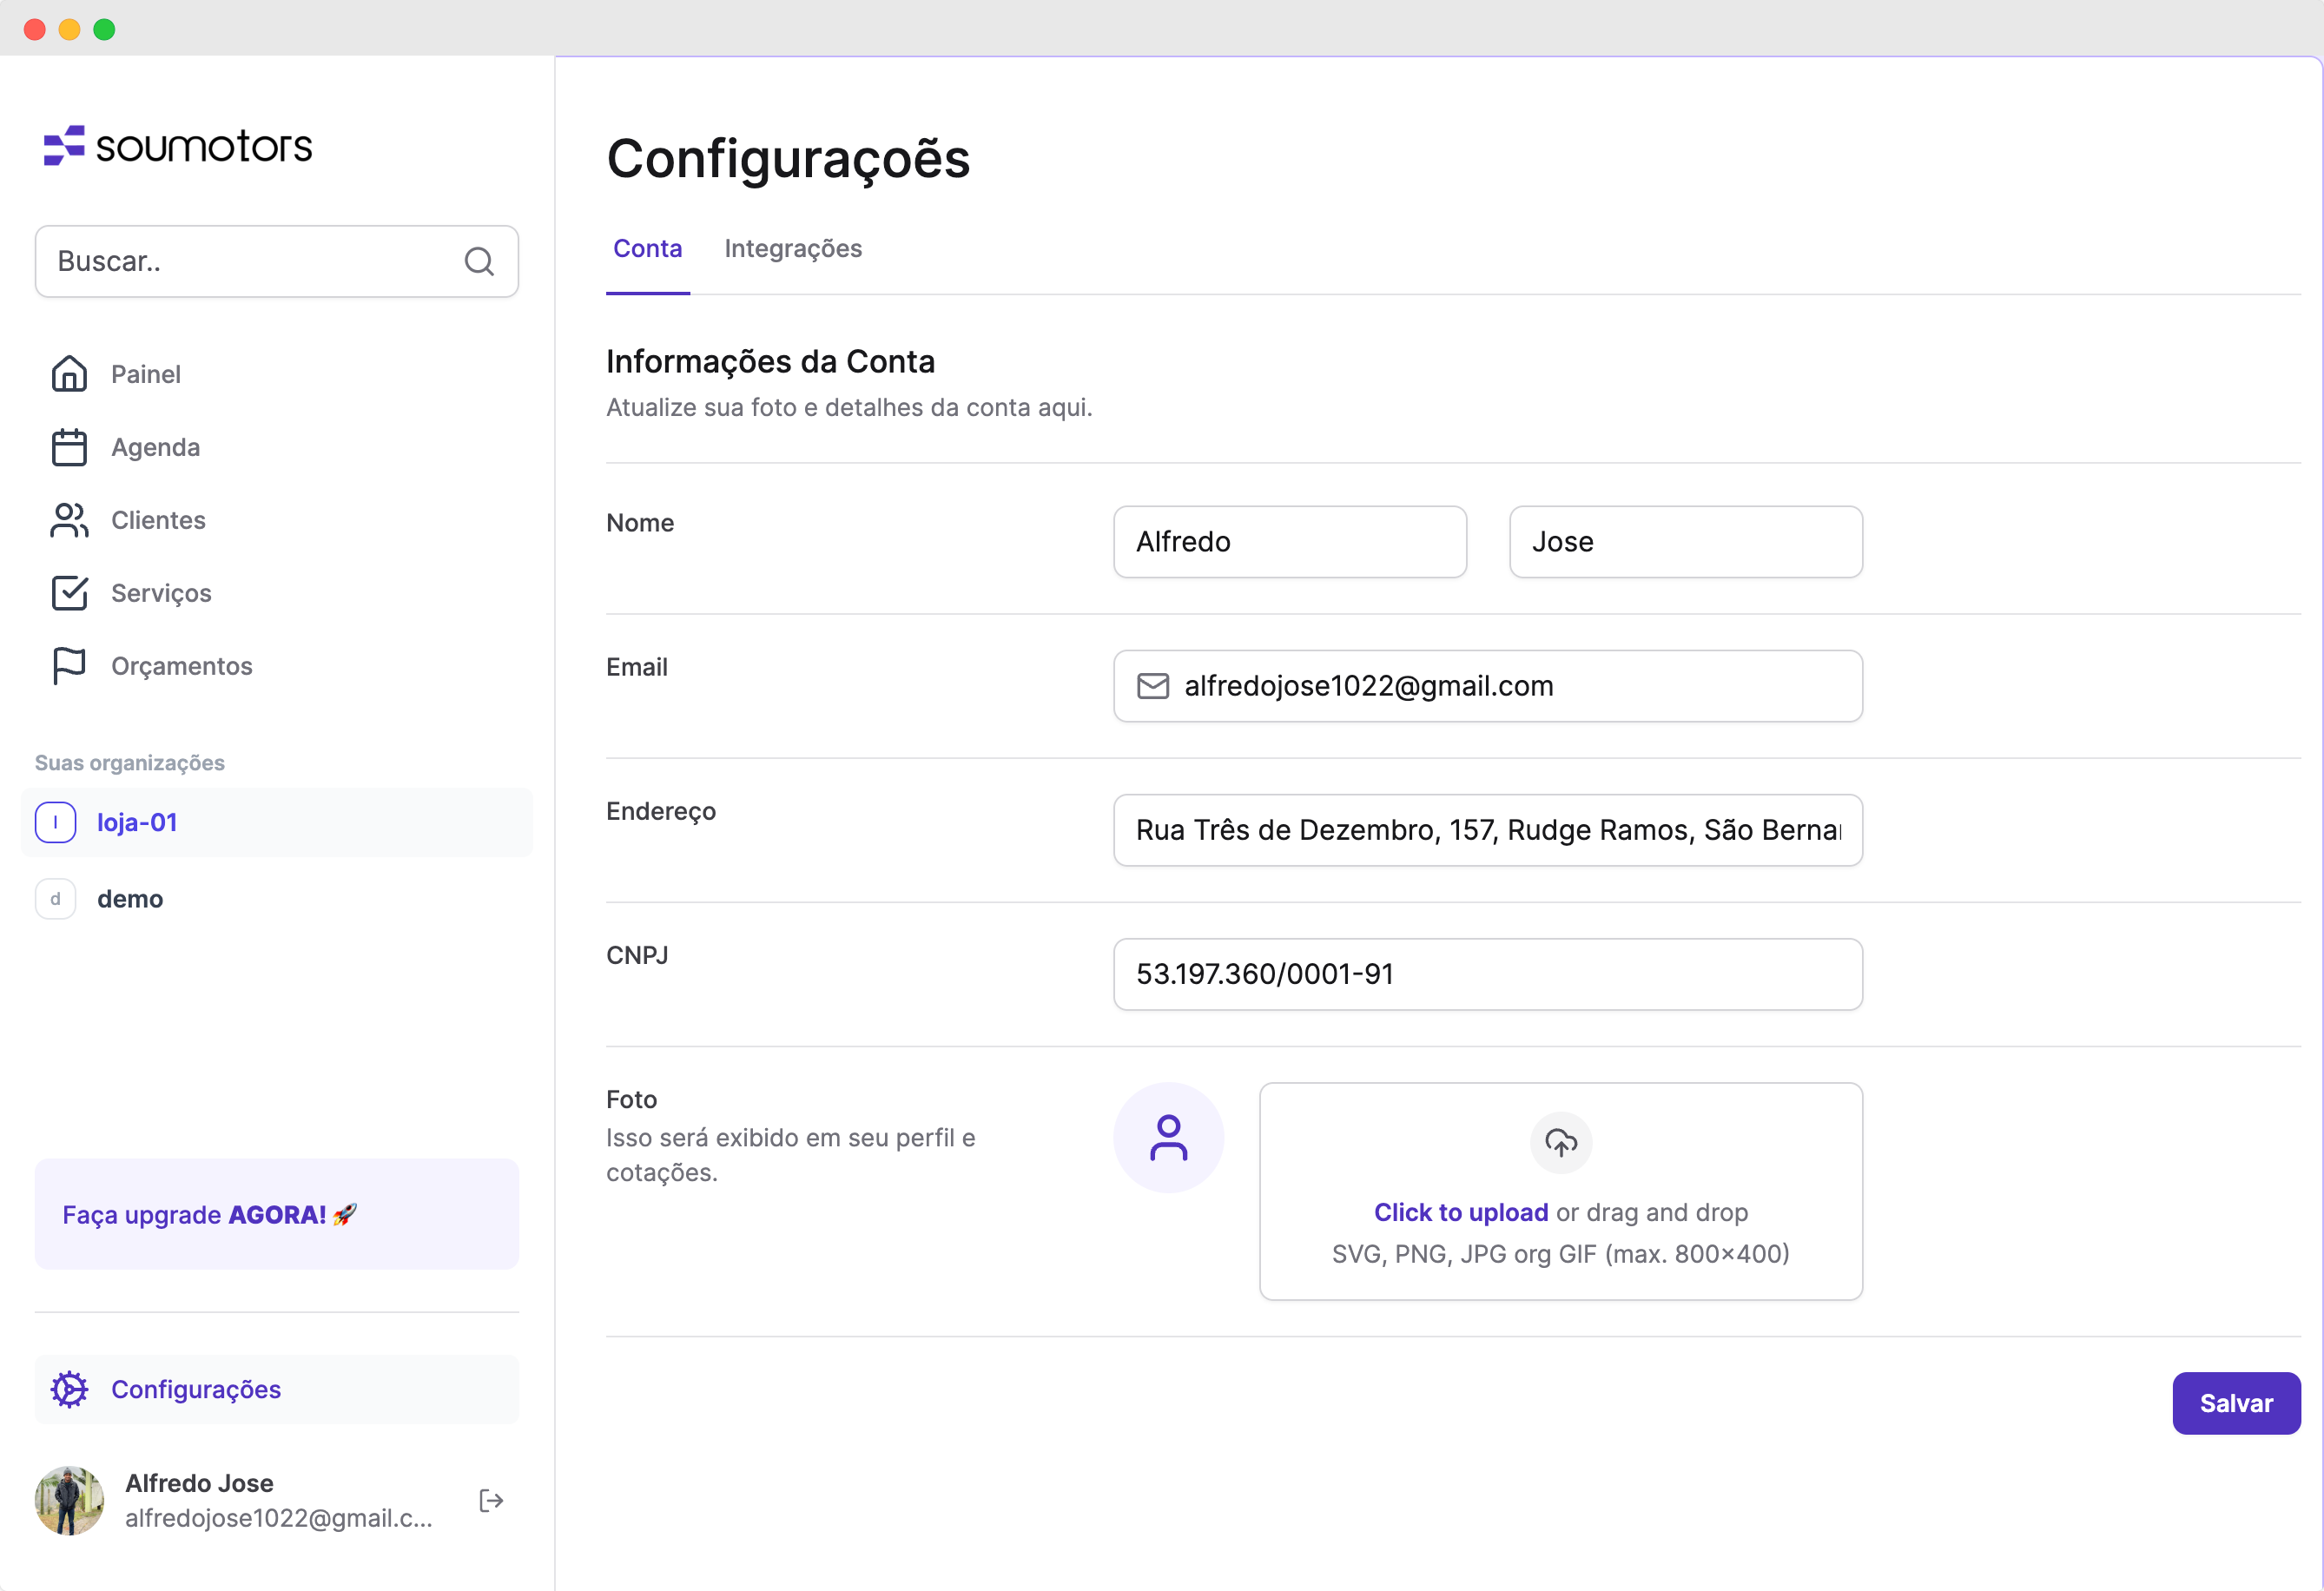 soumotors
Buscar..
Painel
Agenda
Clientes
Serviços
Orçamentos
Suas organizações
l loja-01
d demo
Faça upgrade AGORA! 🚀
Configurações
Alfredo Jose
alfredojose1022@gmail.c...
Configuraçoẽs
Conta Integrações
Informações da Conta
Atualize sua foto e detalhes da conta aqui.
Nome Alfredo Jose
Email alfredojose1022@gmail.com
Endereço Rua Três de Dezembro, 157, Rudge Ramos, São Bernar
CNPJ 53.197.360/0001-91
Foto
Isso será exibido em seu perfil e
cotações.
Click to upload or drag and drop
SVG, PNG, JPG org GIF (max. 800x400)
Salvar